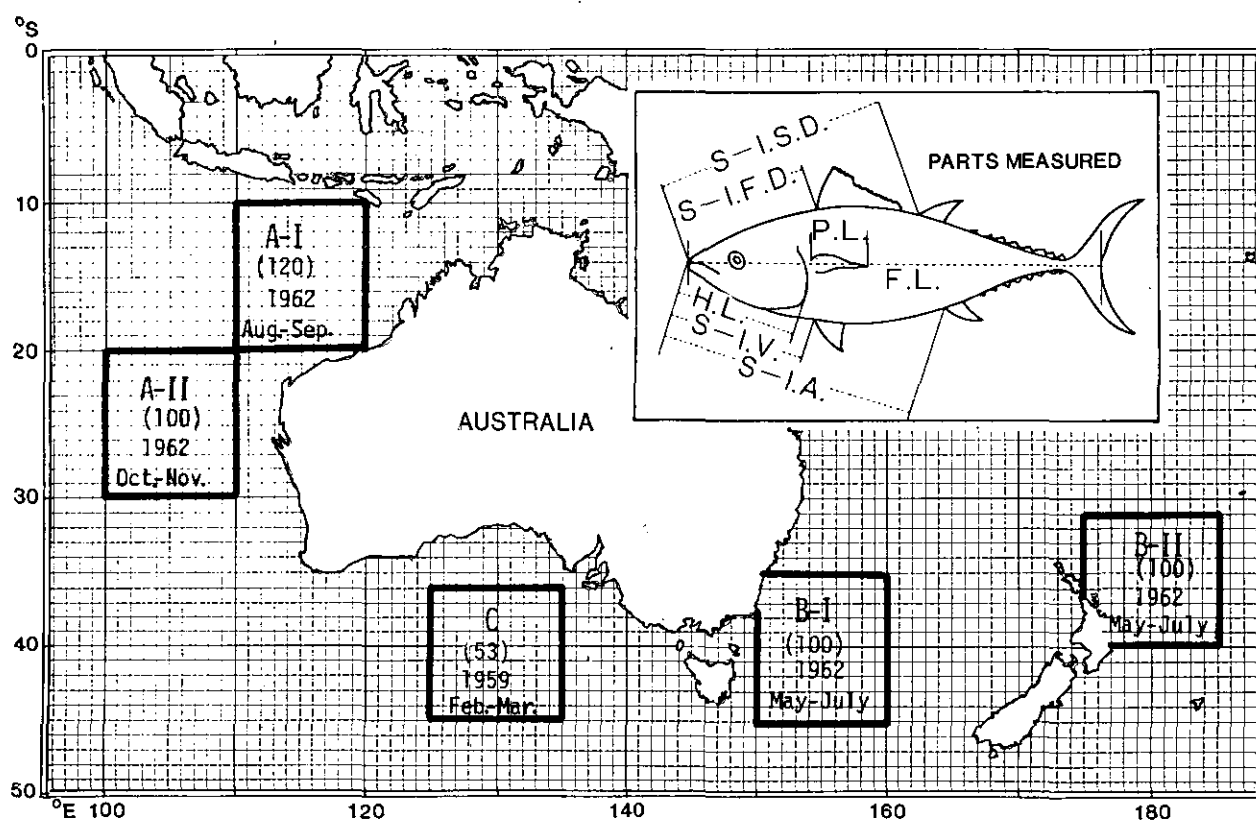 °S
0
10
20
30
40
50
°E
100
120
140
160
180
A-I
(120)
1962
Aug-Sep.
A-II
(100)
1962
Oct.-Nov.
AUSTRALIA
C
(53)
1959
Feb.-Mar.
B-I
(100)
1962
May-July
B-II
(100)
1962
May-July
PARTS MEASURED
S-I.S.D.
S-I.F.D.
P.L.
F.L.
H.L.
S-I.V.
S-I.A.